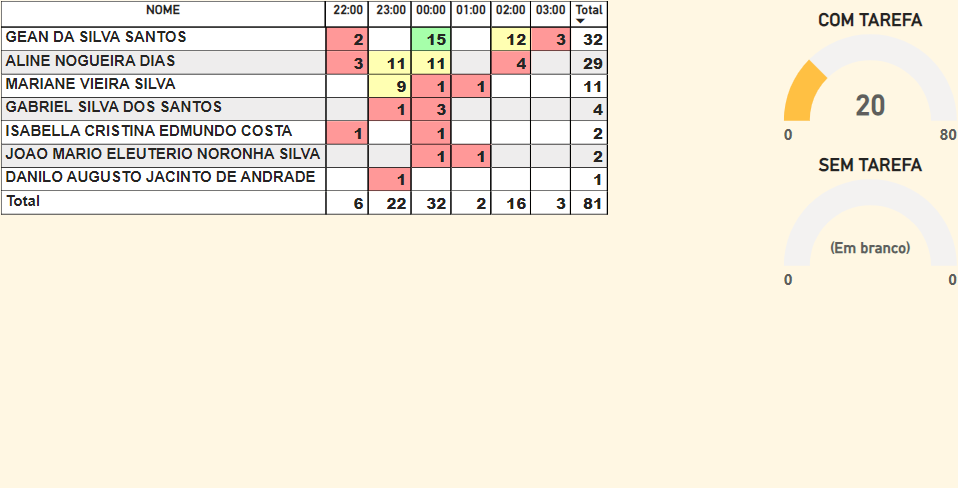 NOME 22:00 23:00 00:00 01:00 02:00 03:00 Total
GEAN DA SILVA SANTOS 2 15 12 3 32
ALINE NOGUEIRA DIAS 3 11 11 4 29
MARIANE VIEIRA SILVA 9 1 1 11
GABRIEL SILVA DOS SANTOS 1 3 4
ISABELLA CRISTINA EDMUNDO COSTA 1 1 2
JOAO MARIO ELEUTERIO NORONHA SILVA 1 1 2
DANILO AUGUSTO JACINTO DE ANDRADE 1 1
Total 6 22 32 2 16 3 81
COM TAREFA
20
0 80
SEM TAREFA
(Em branco)
0 0